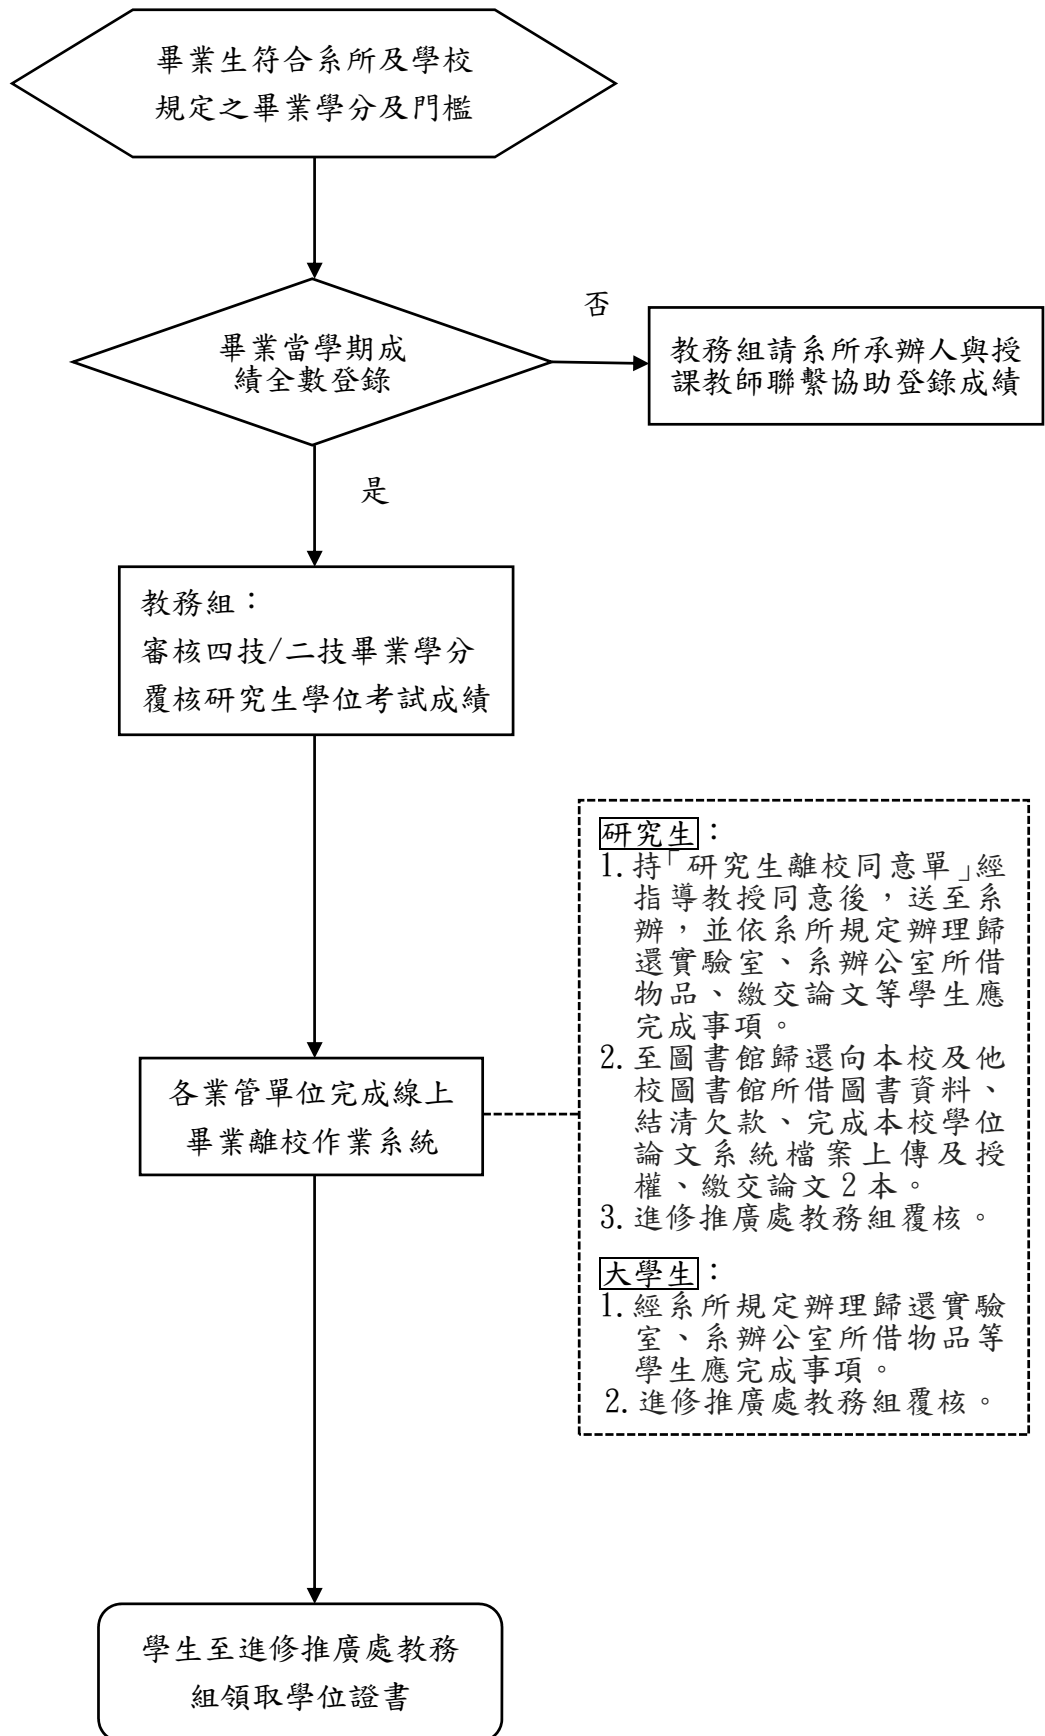 畢業生符合系所及學校
規定之畢業學分及門檻
畢業當學期成
績全數登錄
否
教務組請系所承辦人與授
課教師聯繫協助登錄成績
是
教務組：
審核四技/二技畢業學分
覆核研究生學位考試成績
各業管單位完成線上
畢業離校作業系統
研究生：
1.持「研究生離校同意單」經
指導教授同意後，送至系
辦，並依系所規定辦理歸
還實驗室、系辦公室所借
物品、繳交論文等學生應
完成事項。
2.至圖書館歸還向本校及他
校圖書館所借圖書資料、
結清欠款、完成本校學位
論文系統檔案上傳及授
權、繳交論文2本。
3.進修推廣處教務組覆核。
大學生：
1.經系所規定辦理歸還實驗
室、系辦公室所借物品等
學生應完成事項。
2.進修推廣處教務組覆核。
學生至進修推廣處教務
組領取學位證書